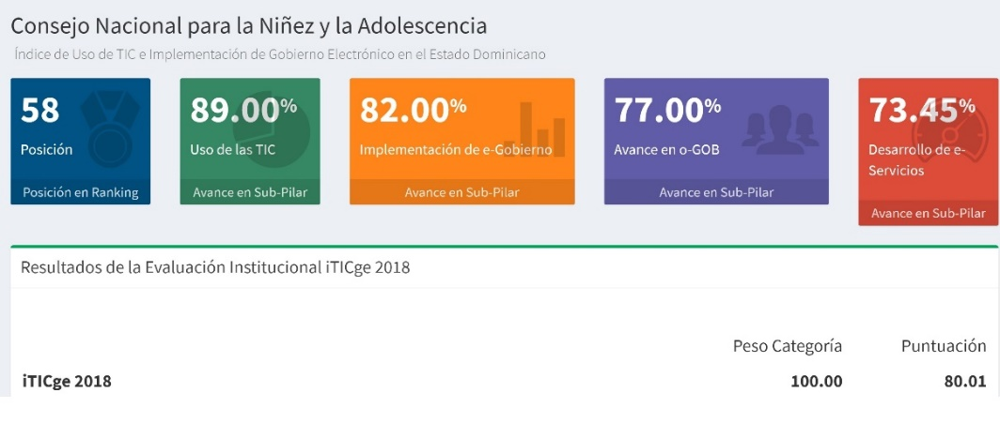 Consejo Nacional para la Niñez y la Adolescencia
Índice de Uso de TIC e Implementación de Gobierno Electrónico en el Estado Dominicano
58
Posición
Posición en Ranking
89.00%
Uso de las TIC
Avance en Sub-Pilar
82.00%
Implementación de e-Gobierno
Avance en Sub-Pilar
77.00%
Avance en o-GOB
Avance en Sub-Pilar
73.45%
Desarrollo de e-
Servicios
Avance en Sub-Pilar
Resultados de la Evaluación Institucional iTICge 2018
Peso Categoría Puntuación
iTICge 2018 100.00 80.01